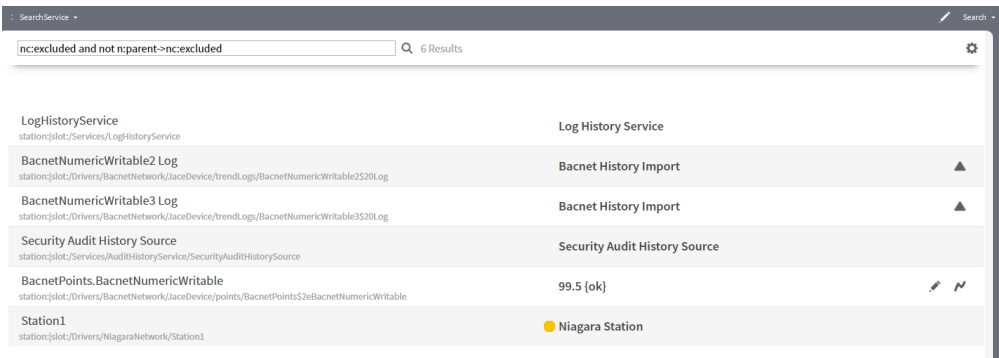 SearchService
Search
nc:excluded and not n:parent->nc:excluded
6 Results
LogHistoryService
station:|slot:/Services/LogHistoryService
Log History Service
BacnetNumericWritable2 Log
station:|slot:/Drivers/BacnetNetwork/JaceDevice/trendLogs/BacnetNumericWritable2$20Log
Bacnet History Import
BacnetNumericWritable3 Log
station:|slot:/Drivers/BacnetNetwork/JaceDevice/trendLogs/BacnetNumericWritable3$20Log
Bacnet History Import
Security Audit History Source
station:|slot:/Services/AuditHistoryService/SecurityAuditHistorySource
Security Audit History Source
BacnetPoints.BacnetNumericWritable
station:|slot:/Drivers/BacnetNetwork/JaceDevice/points/BacnetPoints$2eBacnetNumericWritable
99.5 {ok}
Station1
station:|slot:/Drivers/NiagaraNetwork/Station1
Niagara Station